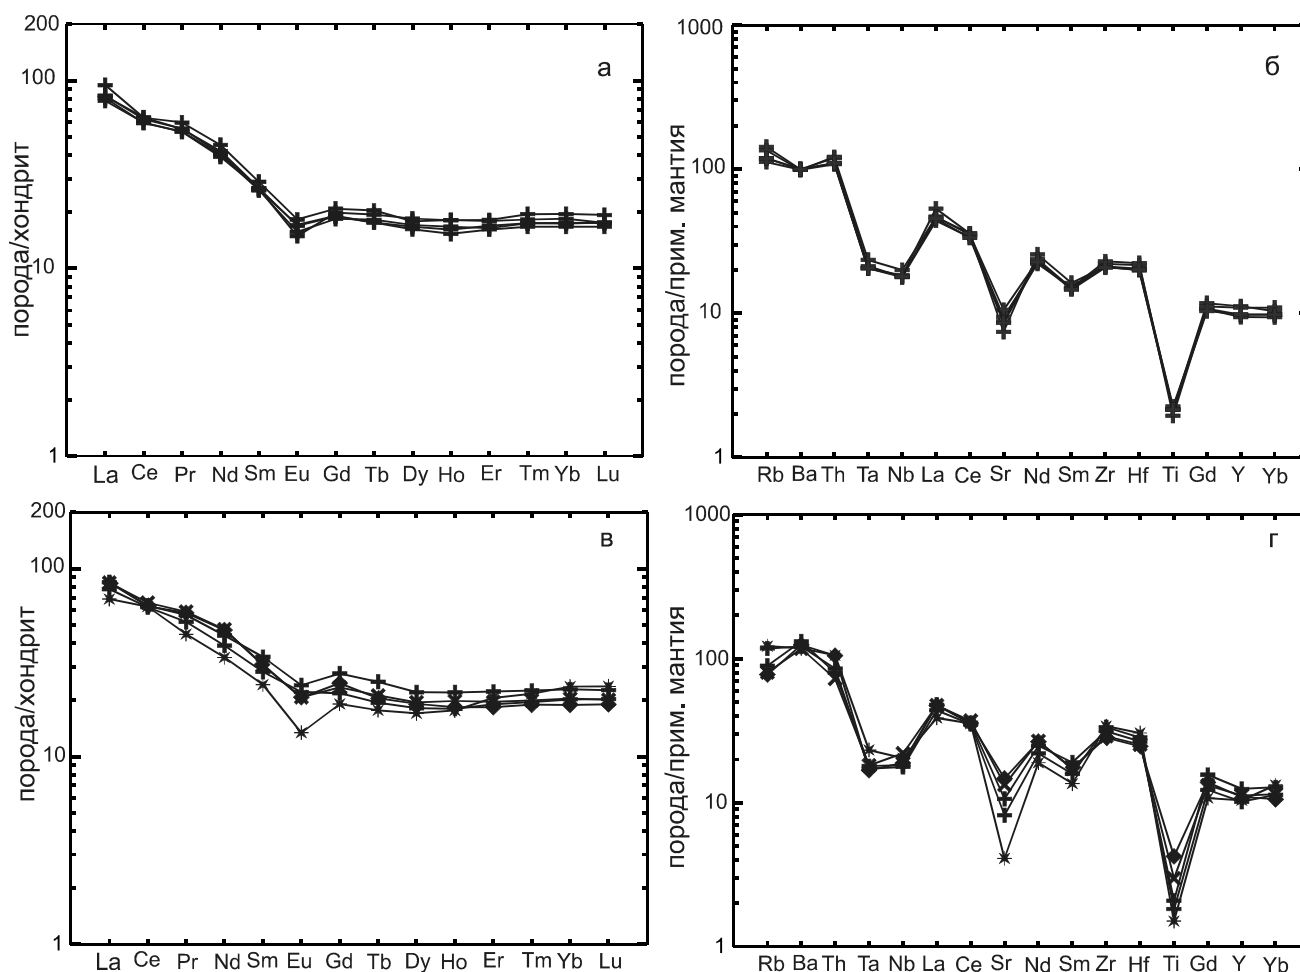 200
100
10
1
порода/хондрит
а
La Ce Pr Nd Sm Eu Gd Tb Dy Ho Er Tm Yb Lu
1000
100
10
1
порода/прим. мантия
б
Rb Ba Th Ta Nb La Ce Sr Nd Sm Zr Hf Ti Gd Y Yb
200
100
10
1
порода/хондрит
в
La Ce Pr Nd Sm Eu Gd Tb Dy Ho Er Tm Yb Lu
1000
100
10
1
порода/прим. мантия
г
Rb Ba Th Ta Nb La Ce Sr Nd Sm Zr Hf Ti Gd Y Yb